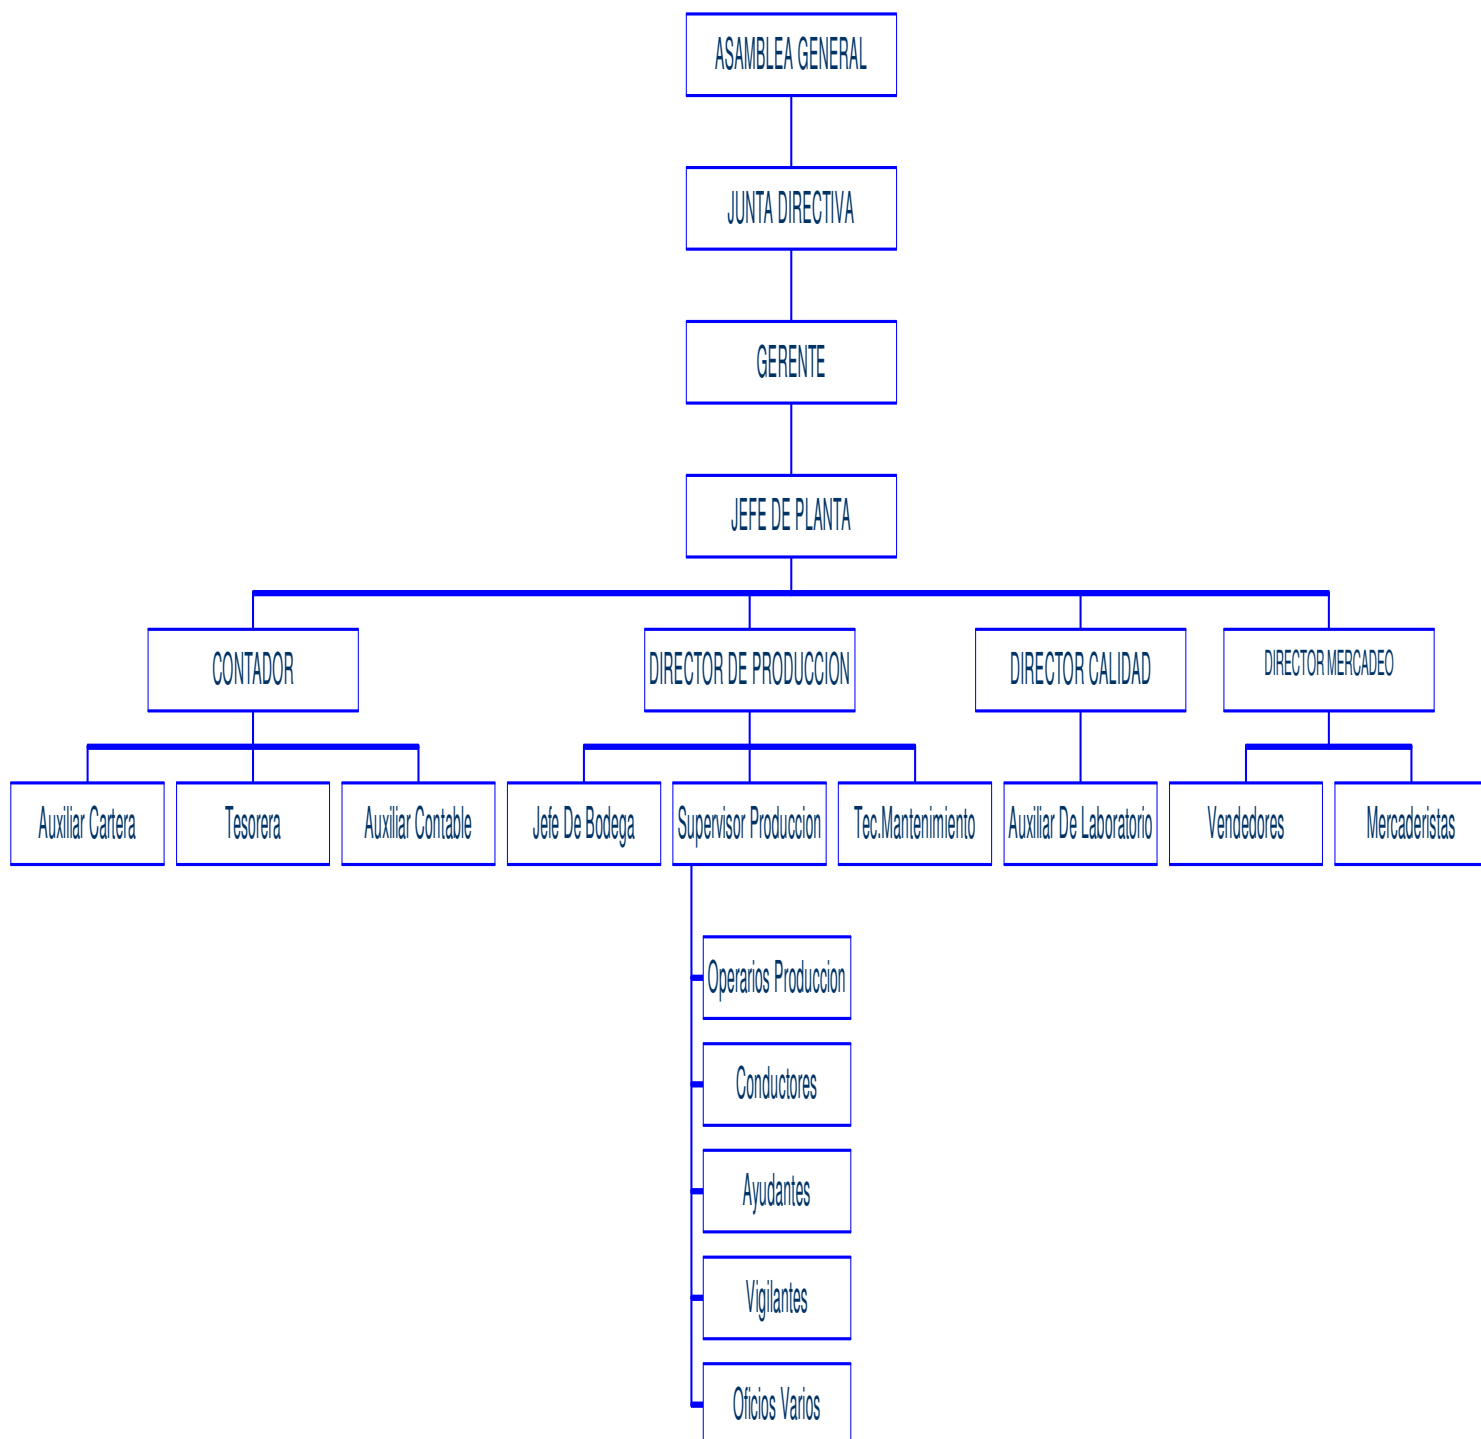 ASAMBLEA GENERAL
JUNTA DIRECTIVA
GERENTE
JEFE DE PLANTA
CONTADOR
DIRECTOR DE PRODUCCION
DIRECTOR CALIDAD
DIRECTOR MERCADEO
Auxiliar Cartera
Tesorera
Auxiliar Contable
Jefe De Bodega
Supervisor Produccion
Tec.Mantenimiento
Auxiliar De Laboratorio
Vendedores
Mercaderistas
Operarios Produccion
Conductores
Ayudantes
Vigilantes
Oficios Varios